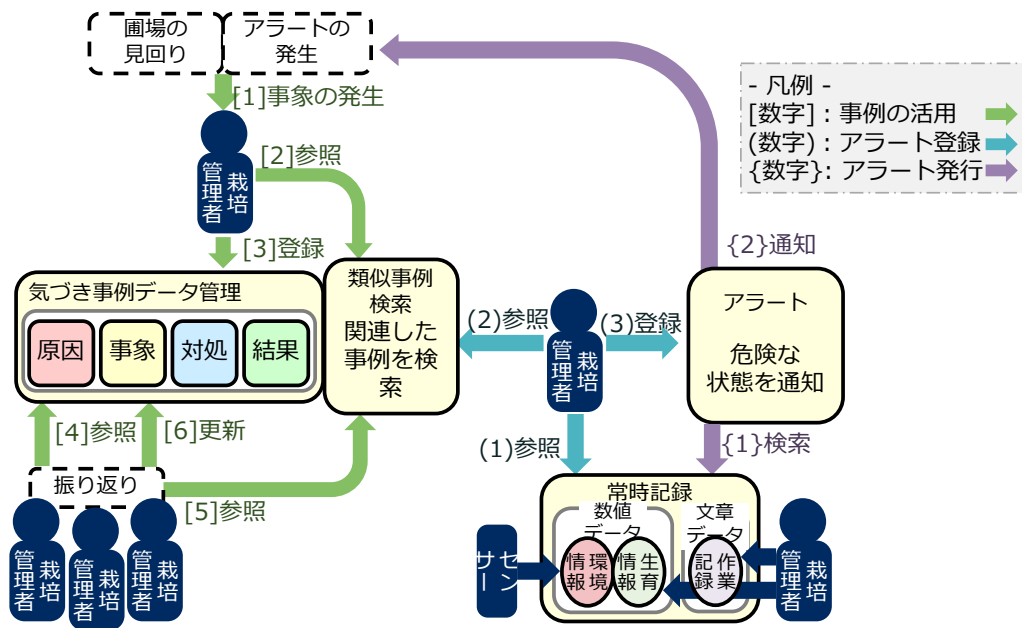 圃場の
見回り
アラートの
発生
[1]事象の発生
- 凡例 -
[数字]：事例の活用
(数字)：アラート登録
{数字}：アラート発行
栽培
管理者
[2]参照
[3]登録
{2}通知
気づき事例データ管理
原因
事象
対処
結果
類似事例
検索
関連した
事例を検
索
(2)参照
(3)登録
栽培
管理者
アラート
危険な
状態を通知
[4]参照
[6]更新
(1)参照
{1}検索
振り返り
[5]参照
栽培
管理者
栽培
管理者
栽培
管理者
常時記録
数値
データ
文章
データ
センサー
環境
情報
生育
情報
作業
記録
栽培
管理者